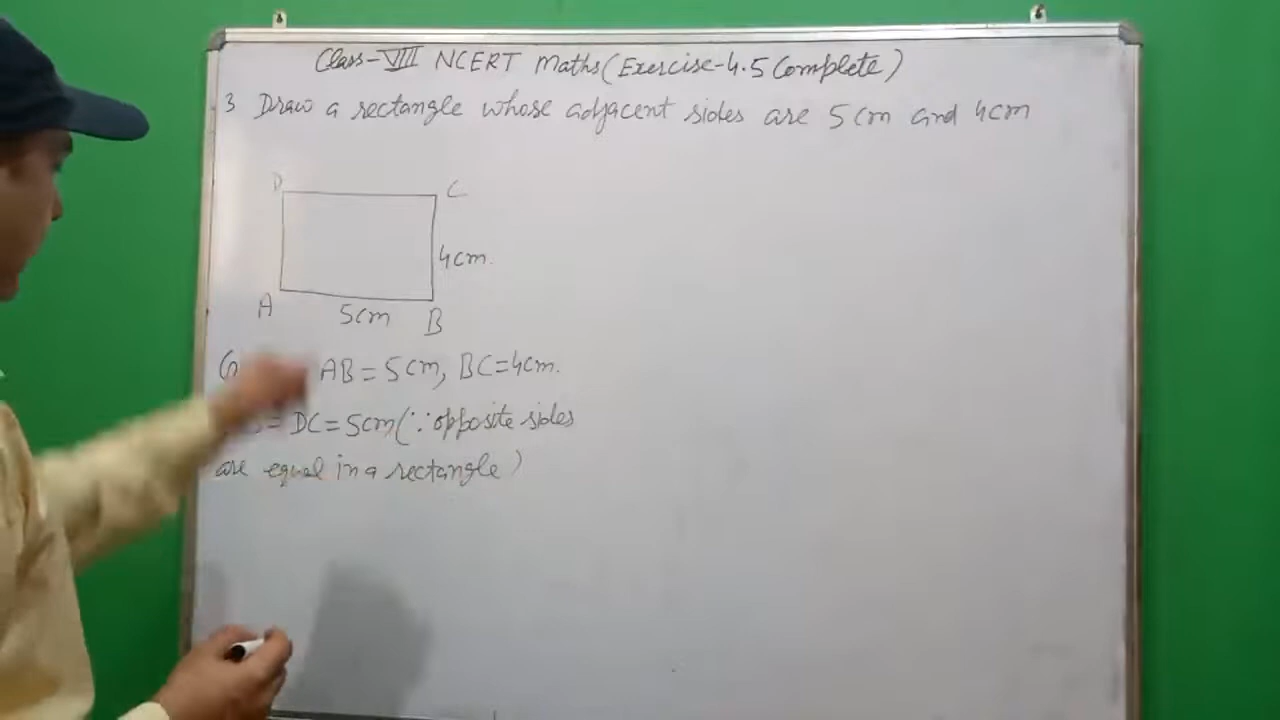 Class-VIII NCERT Maths (Exercise-4.5 Complete)
3 Draw a rectangle whose adjacent sides are 5cm and 4cm
D C
4cm.
A 5cm B
AB = 5cm, BC = 4cm.
= DC = 5cm (∵ opposite sides
are equal in a rectangle)